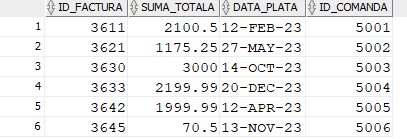 ID_FACTURA SUMA_TOTALA DATA_PLATA ID_COMANDA
1 3611 2100.5 12-FEB-23 5001
2 3621 1175.25 27-MAY-23 5002
3 3630 3000 14-OCT-23 5003
4 3633 2199.99 20-DEC-23 5004
5 3642 1999.99 12-APR-23 5005
6 3645 70.5 13-NOV-23 5006